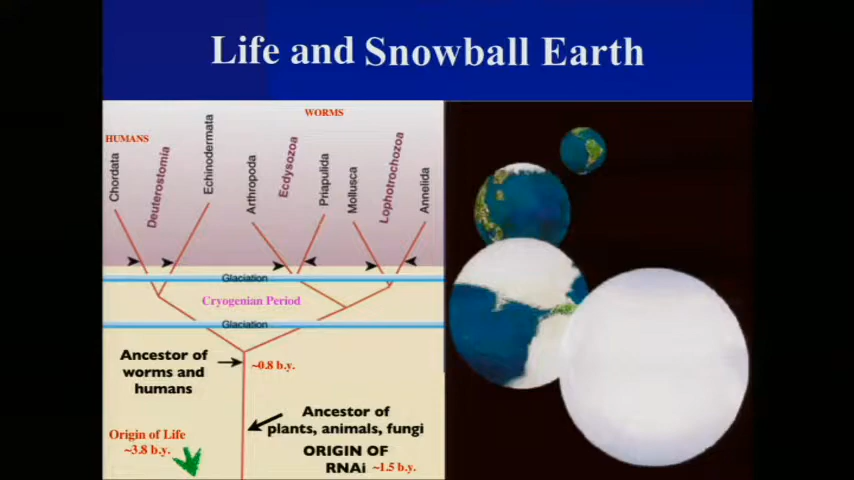 Life and Snowball Earth
WORMS
HUMANS
Chordata
Deuterostomia
Echinodermata
Arthropoda
Ecdysozoa
Priapulida
Mollusca
Lophotrochozoa
Annelida
Glaciation
Cryogenian Period
Glaciation
Ancestor of
worms and
humans
~0.8 b.y.
Ancestor of
plants, animals, fungi
Origin of Life
~3.8 b.y.
ORIGIN OF
RNAi ~1.5 b.y.